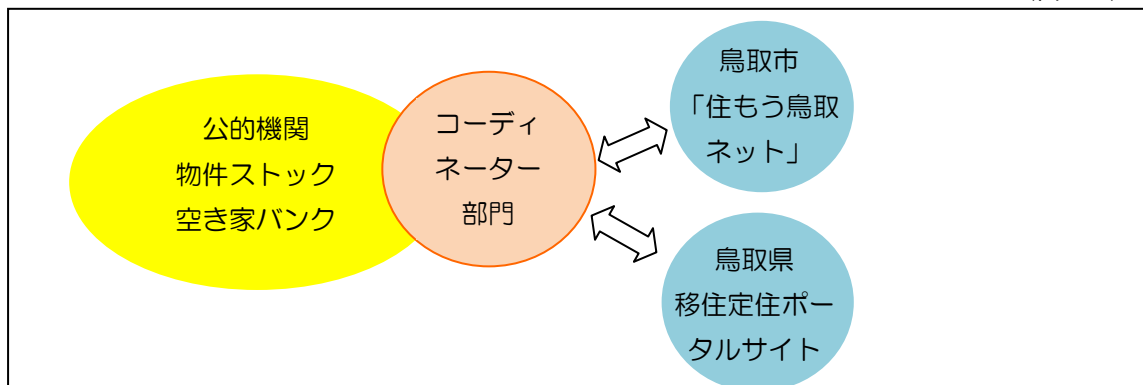 公的機関
物件ストック
空き家バンク
コーディ
ネーター
部門
鳥取市
「住もう鳥取
ネット」
鳥取県
移住定住ポー
タルサイト